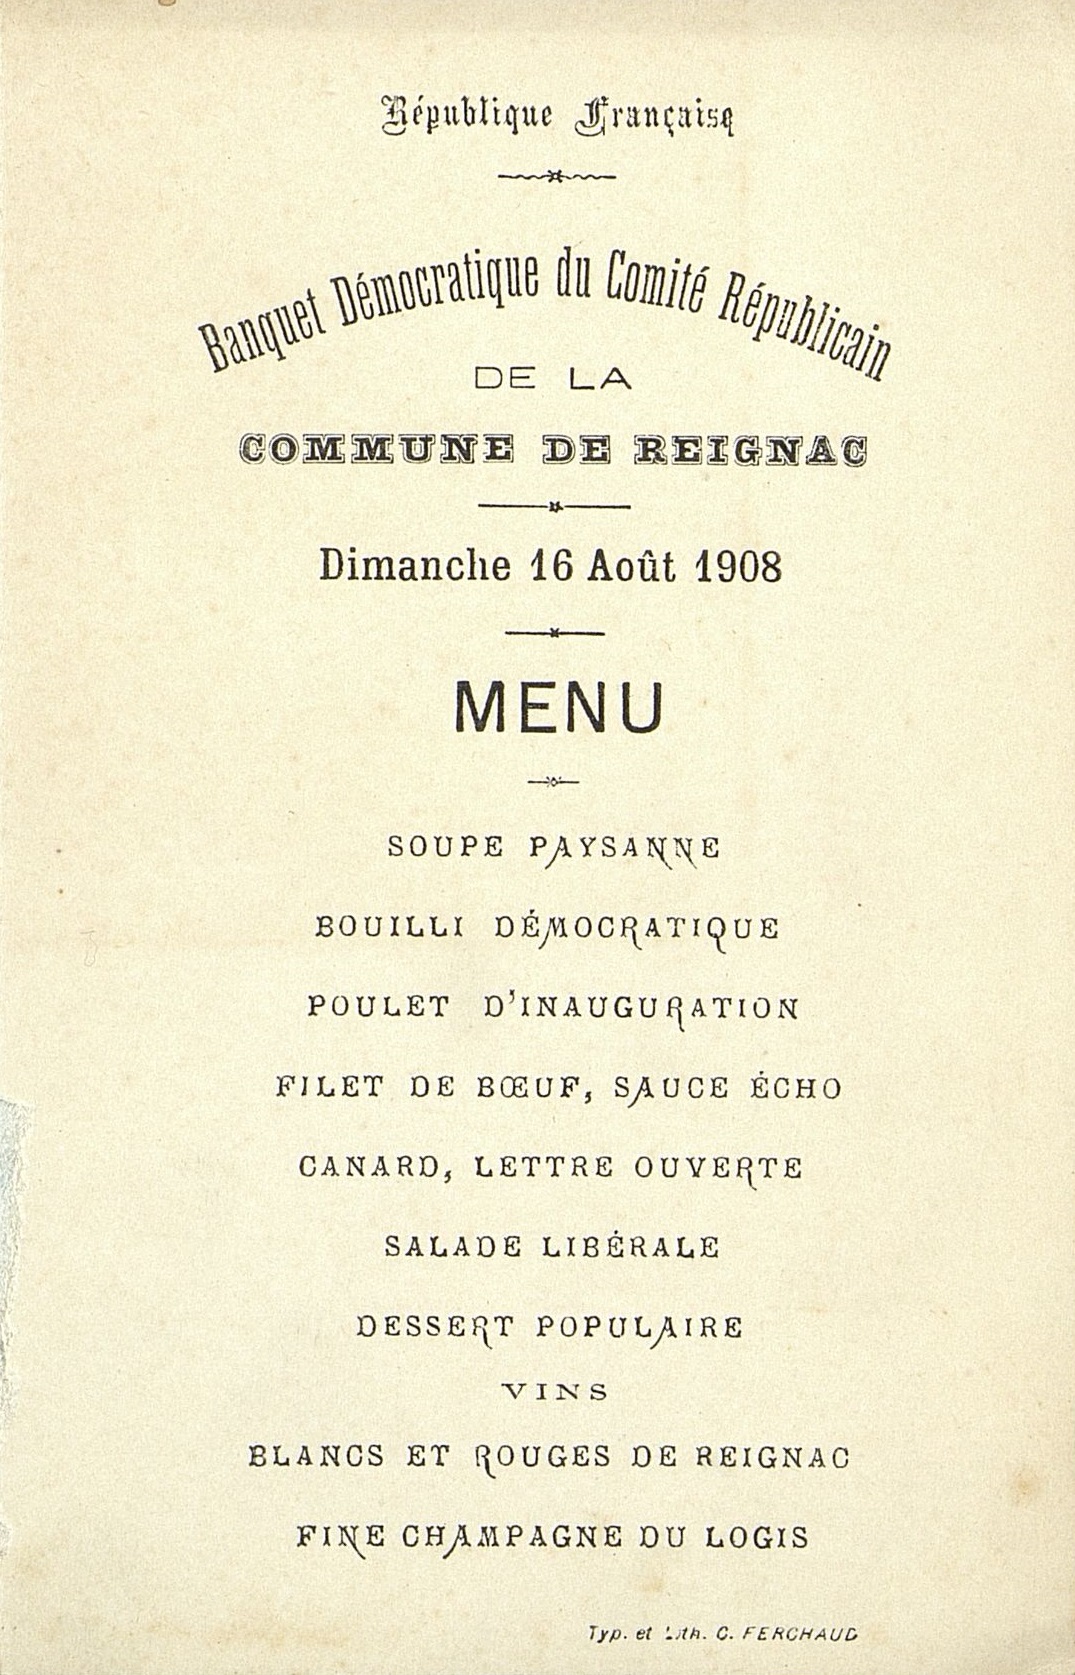 République Française
Banquet Démocratique du Comité Républicain
DE LA
COMMUNE DE REIGNAC
Dimanche 16 Août 1908
MENU
SOUPE PAYSANNE
BOUILLI DÉMOCRATIQUE
POULET D'INAUGURATION
FILET DE BŒUF, SAUCE ÉCHO
CANARD, LETTRE OUVERTE
SALADE LIBÉRALE
DESSERT POPULAIRE
VINS
BLANCS ET ROUGES DE REIGNAC
FINE CHAMPAGNE DU LOGIS
Typ. et Lith. C. FERCHAUD